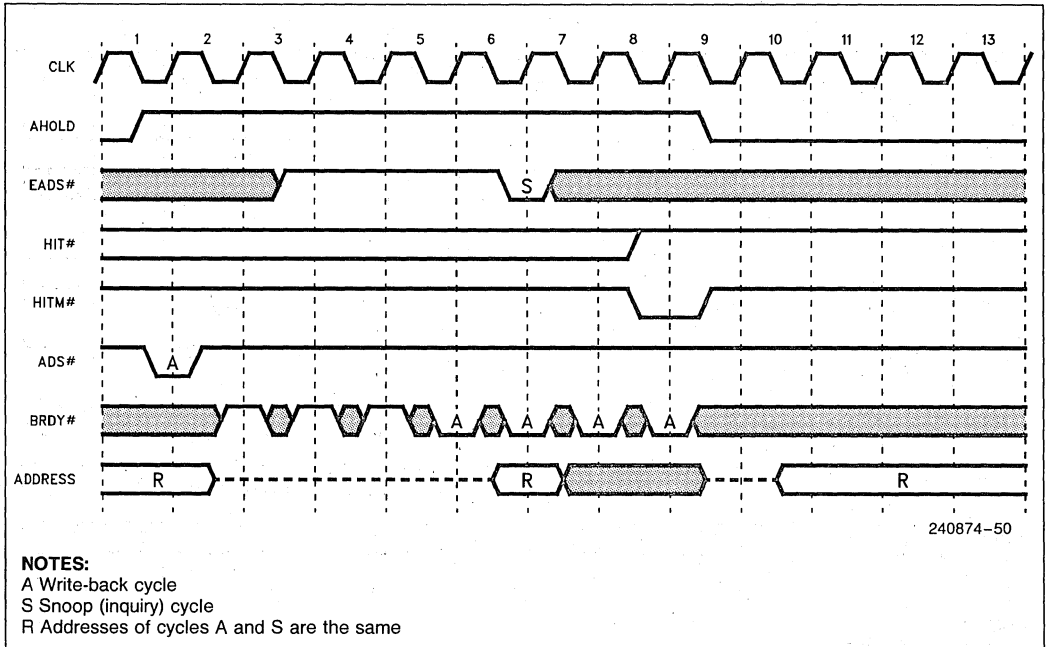 1 2 3 4 5 6 7 8 9 10 11 12 13
CLK
AHOLD
EADS# S
HIT#
HITM#
ADS# A
BRDY# A A A A
ADDRESS R R R
240874–50
NOTES:
A Write-back cycle
S Snoop (inquiry) cycle
R Addresses of cycles A and S are the same